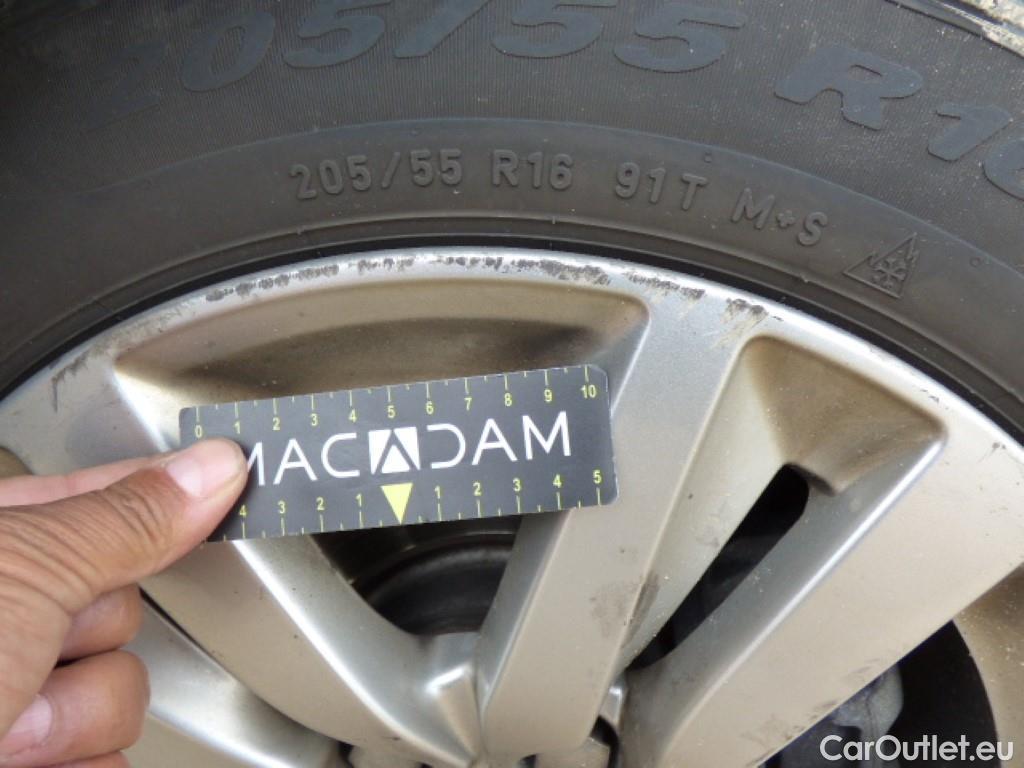 205/55 R16
205/55 R16 91T M+S
0 1 2 3 4 5 6 7 8 9 10
MACADAM
4 3 2 1 1 2 3 4 5
CarOutlet.eu